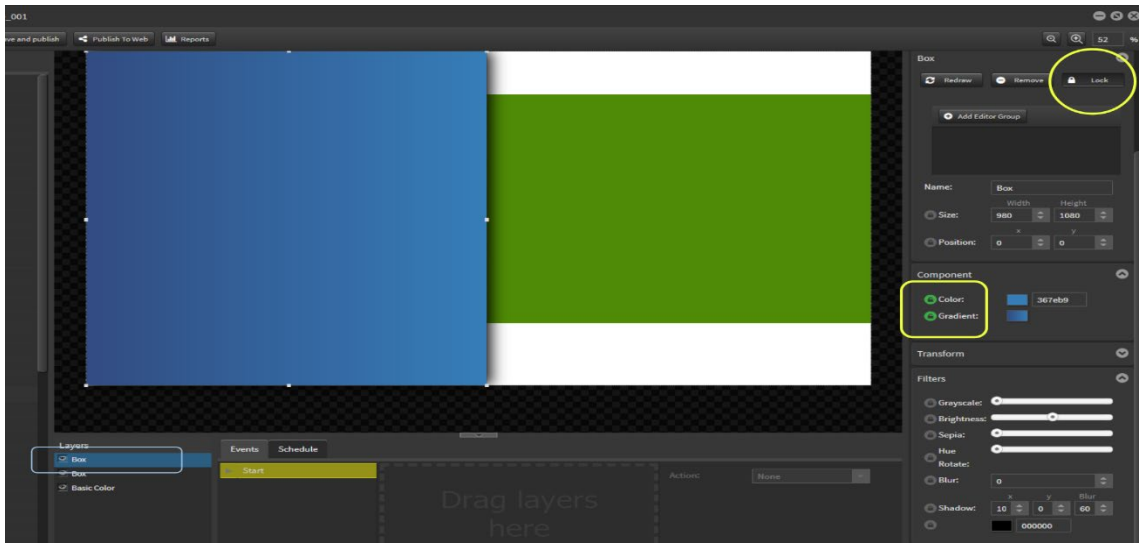 _001
ve and publish Publish To Web Reports
52 %
Box
Redraw Remove Lock
Add Editor Group
Name: Box
Width Height
Size: 980 1080
x y
Position: 0 0
Component
Color: 367eb9
Gradient:
Transform
Filters
Grayscale:
Brightness:
Sepia:
Hue
Rotate:
Blur: 0
x y Blur
Shadow: 10 0 60
000000
Layers
Box
Box
Basic Color
Events Schedule
Start
Drag layers
here
Action: None